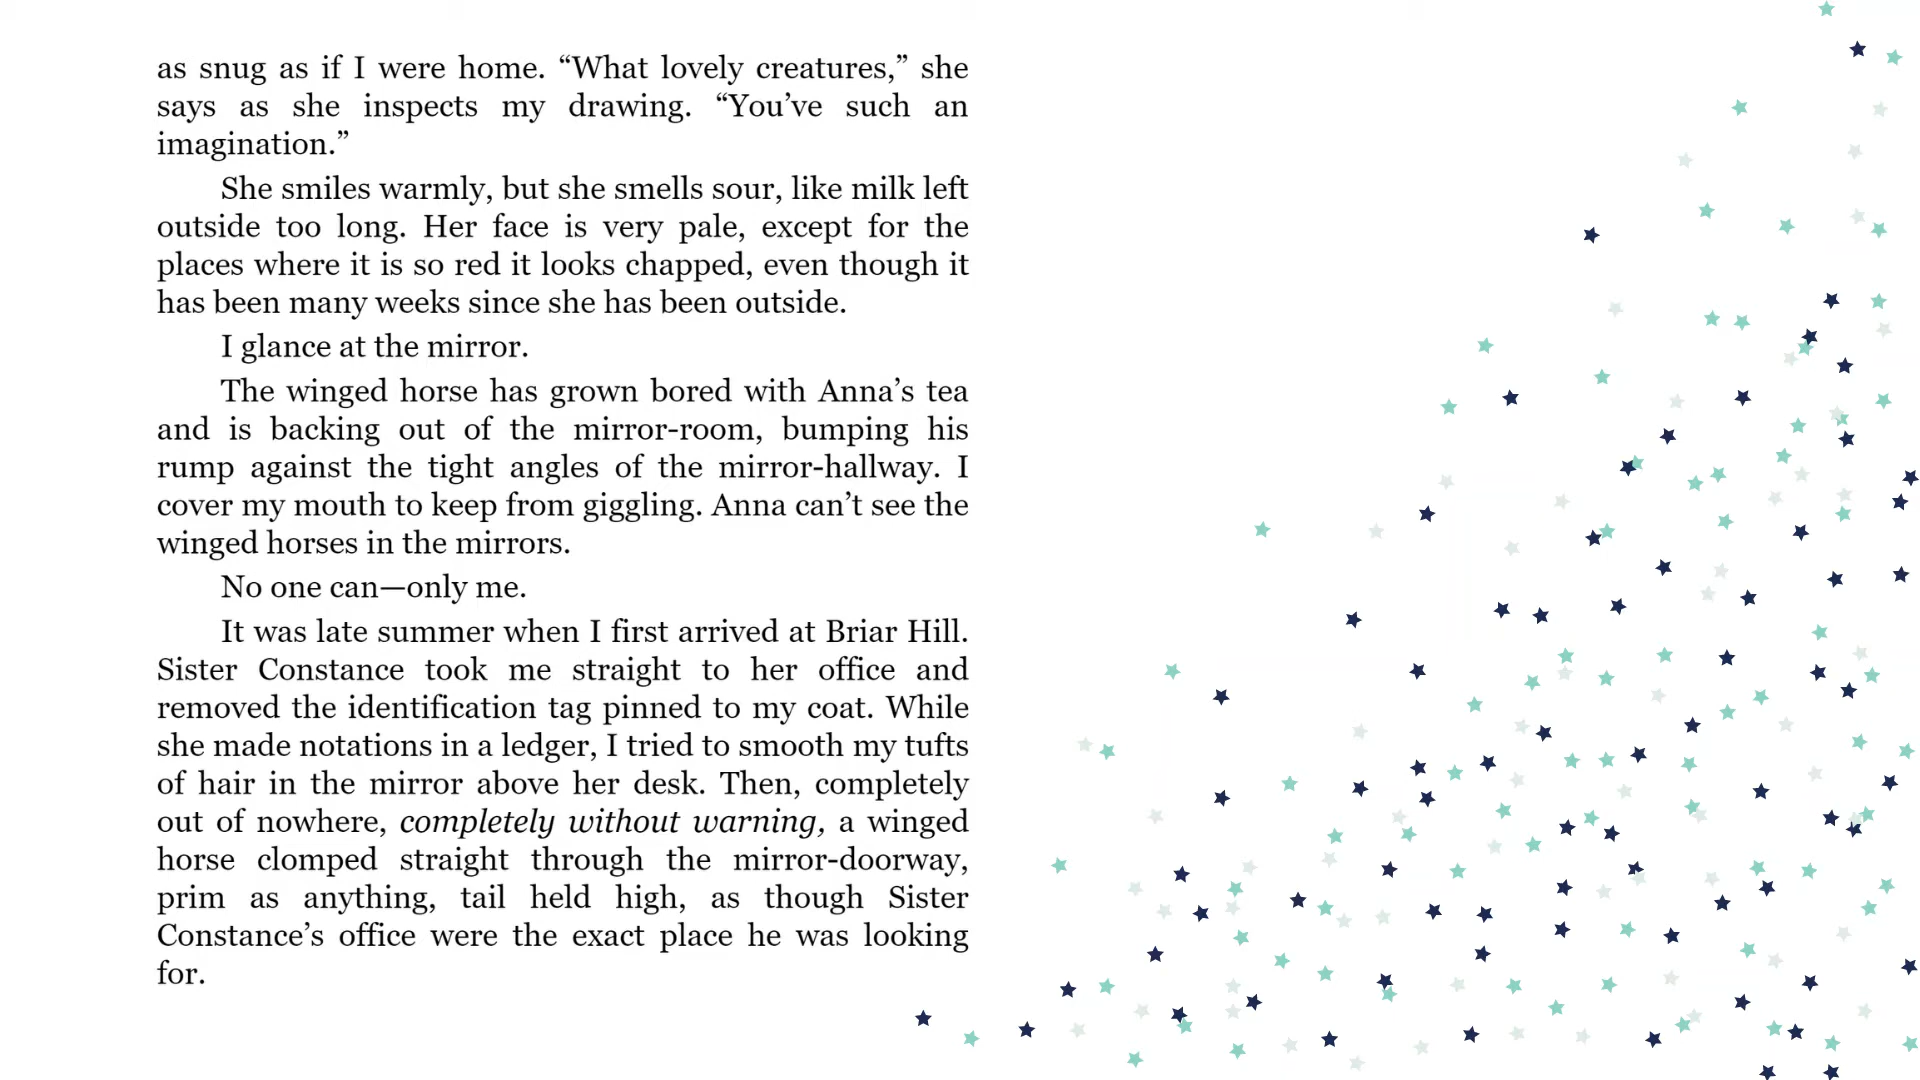 as snug as if I were home. “What lovely creatures,” she
says as she inspects my drawing. “You’ve such an
imagination.”
She smiles warmly, but she smells sour, like milk left
outside too long. Her face is very pale, except for the
places where it is so red it looks chapped, even though it
has been many weeks since she has been outside.
I glance at the mirror.
The winged horse has grown bored with Anna’s tea
and is backing out of the mirror-room, bumping his
rump against the tight angles of the mirror-hallway. I
cover my mouth to keep from giggling. Anna can’t see the
winged horses in the mirrors.
No one can—only me.
It was late summer when I first arrived at Briar Hill.
Sister Constance took me straight to her office and
removed the identification tag pinned to my coat. While
she made notations in a ledger, I tried to smooth my tufts
of hair in the mirror above her desk. Then, completely
out of nowhere, completely without warning, a winged
horse clomped straight through the mirror-doorway,
prim as anything, tail held high, as though Sister
Constance’s office were the exact place he was looking
for.